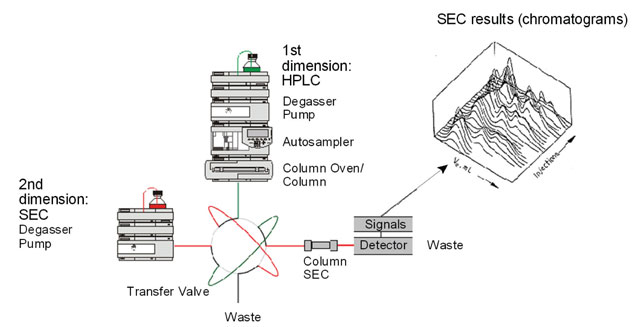 SEC results (chromatograms)
1st
dimension:
HPLC
Degasser
Pump
Autosampler
Column Oven/
Column
2nd
dimension:
SEC
Degasser
Pump
Transfer Valve
Waste
Column
SEC
Signals
Detector
Waste
Injections